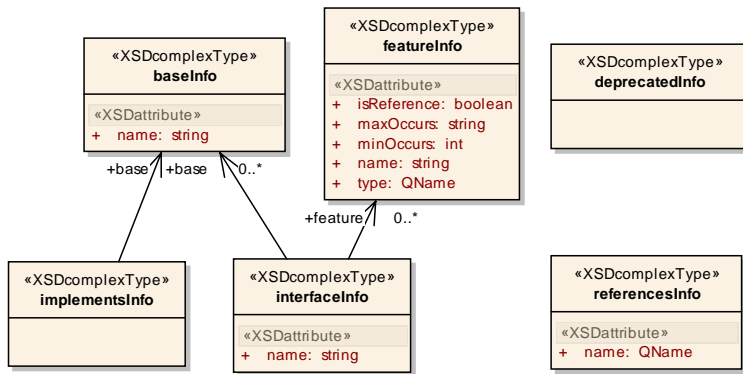 «XSDcomplexType»
baseInfo
«XSDattribute»
+ name: string
«XSDcomplexType»
featureInfo
«XSDAttribute»
+ isReference: boolean
+ maxOccurs: string
+ minOccurs: int
+ name: string
+ type: QName
«XSDcomplexType»
deprecatedInfo
+base
+base
0..*
+feature
0..*
«XSDcomplexType»
implementsInfo
«XSDcomplexType»
interfaceInfo
«XSDAttribute»
+ name: string
«XSDcomplexType»
referencesInfo
«XSDAttribute»
+ name: QName